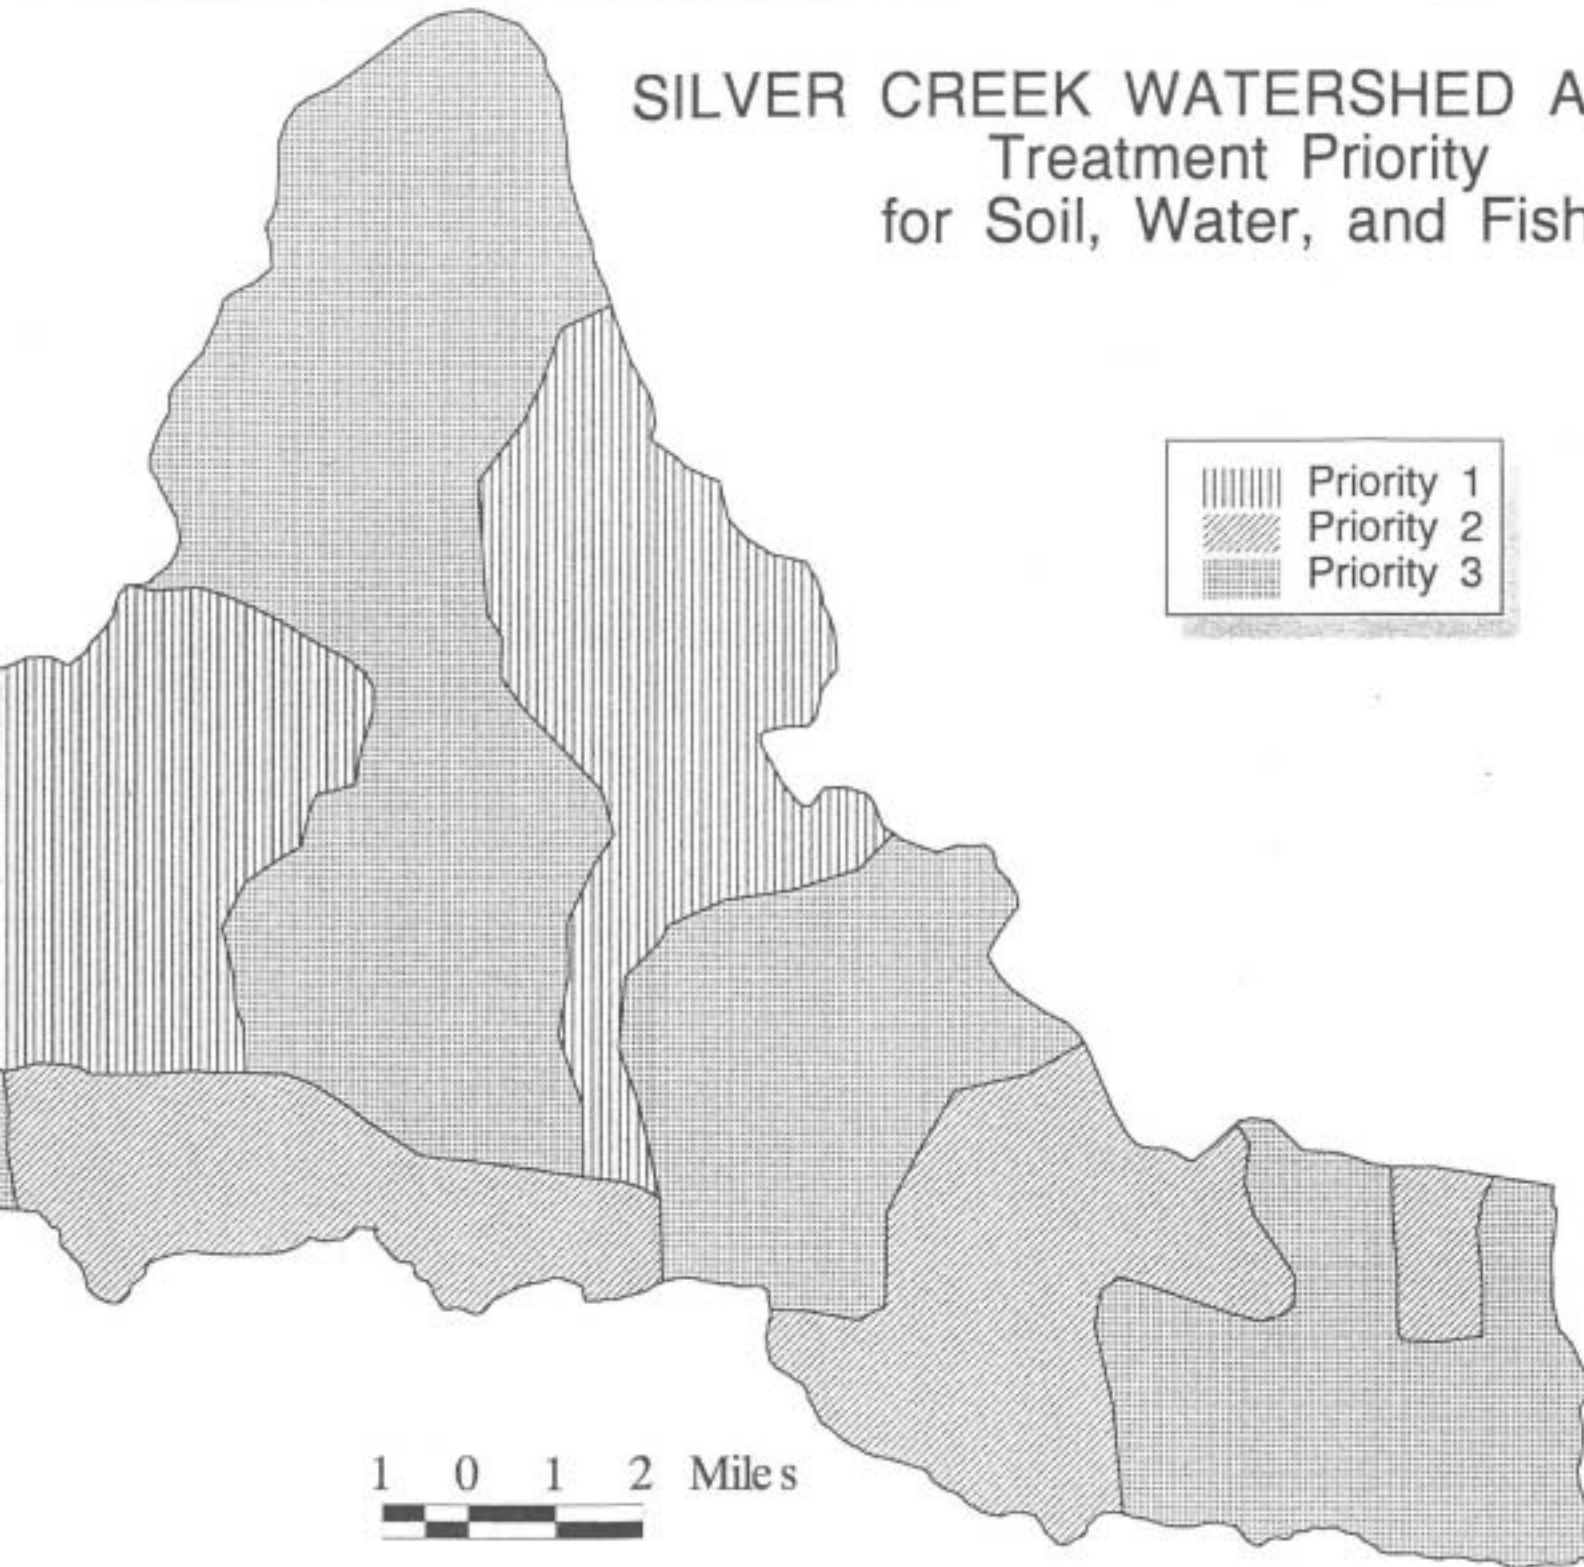 SILVER CREEK WATERSHED A
Treatment Priority
for Soil, Water, and Fish
Priority 1
Priority 2
Priority 3
1 0 1 2 Miles